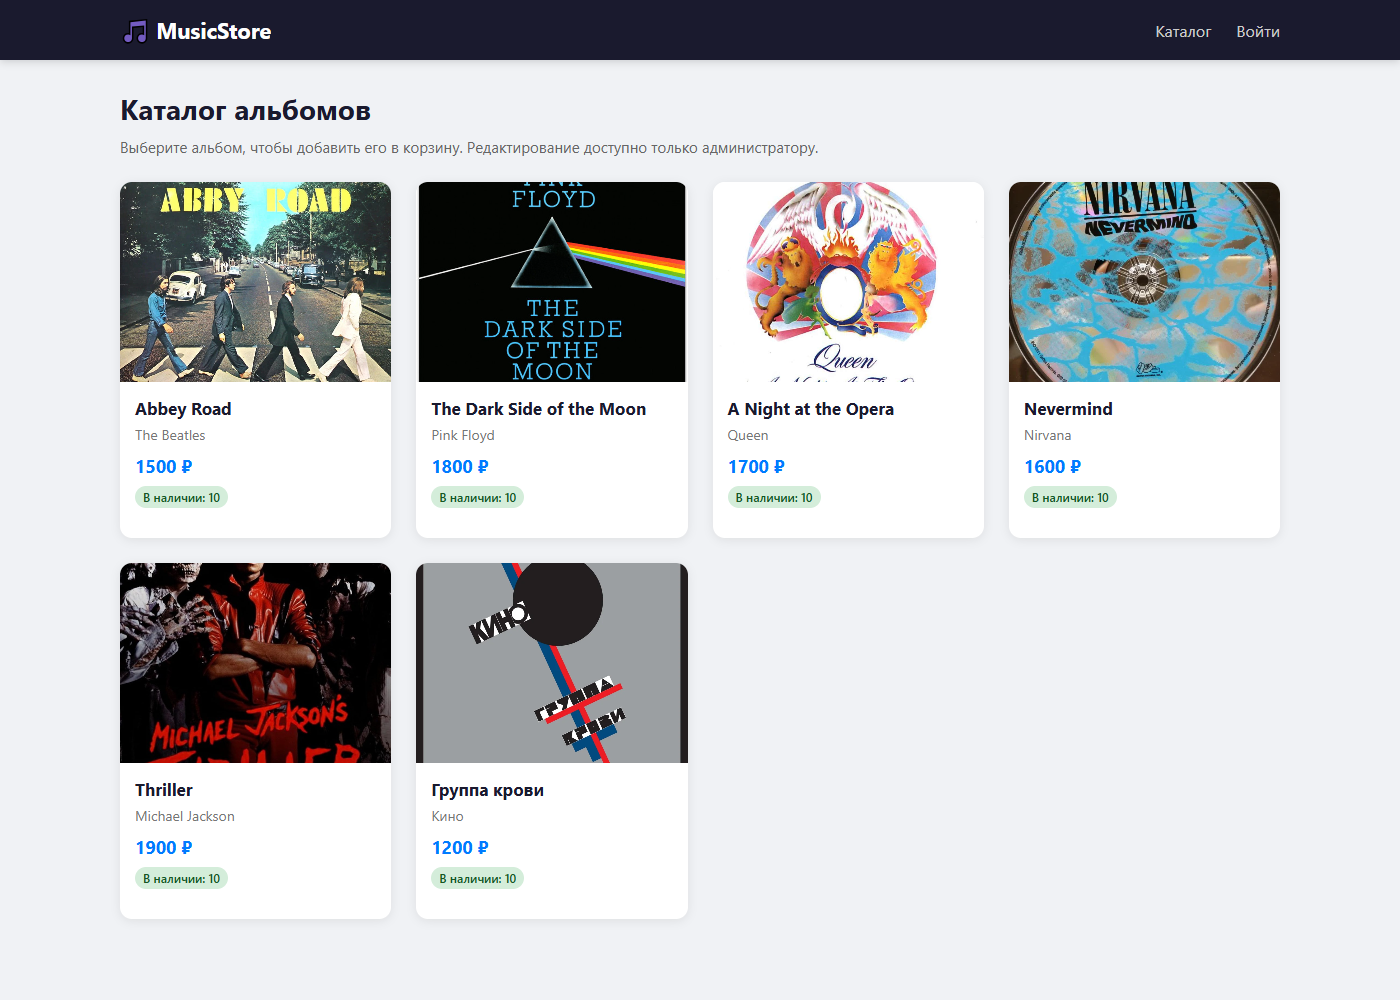 MusicStore
Каталог
Войти
Каталог альбомов
Выберите альбом, чтобы добавить его в корзину. Редактирование доступно только администратору.
ABBY ROAD
PINK
FLOYD
THE
DARK SIDE
OF THE
MOON
Queen
NIRVANA
NEVERMIND
Abbey Road
The Beatles
1500 ₽
В наличии: 10
The Dark Side of the Moon
Pink Floyd
1800 ₽
В наличии: 10
A Night at the Opera
Queen
1700 ₽
В наличии: 10
Nevermind
Nirvana
1600 ₽
В наличии: 10
MICHAEL JACKSON'S
THRILLER
КИНО
ГРУППА
КРОВИ
Thriller
Michael Jackson
1900 ₽
В наличии: 10
Группа крови
Кино
1200 ₽
В наличии: 10